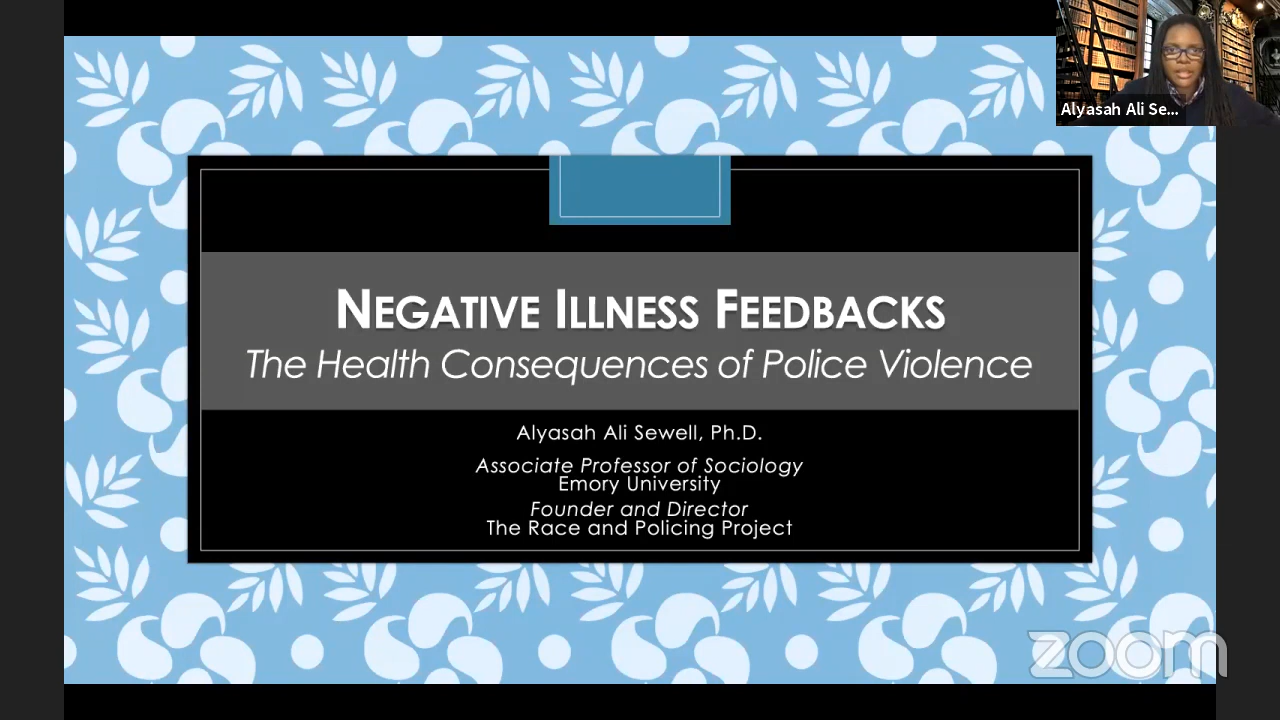 Alyasah Ali Se...
NEGATIVE ILLNESS FEEDBACKS
The Health Consequences of Police Violence
Alyasah Ali Sewell, Ph.D.
Associate Professor of Sociology
Emory University
Founder and Director
The Race and Policing Project
zoom